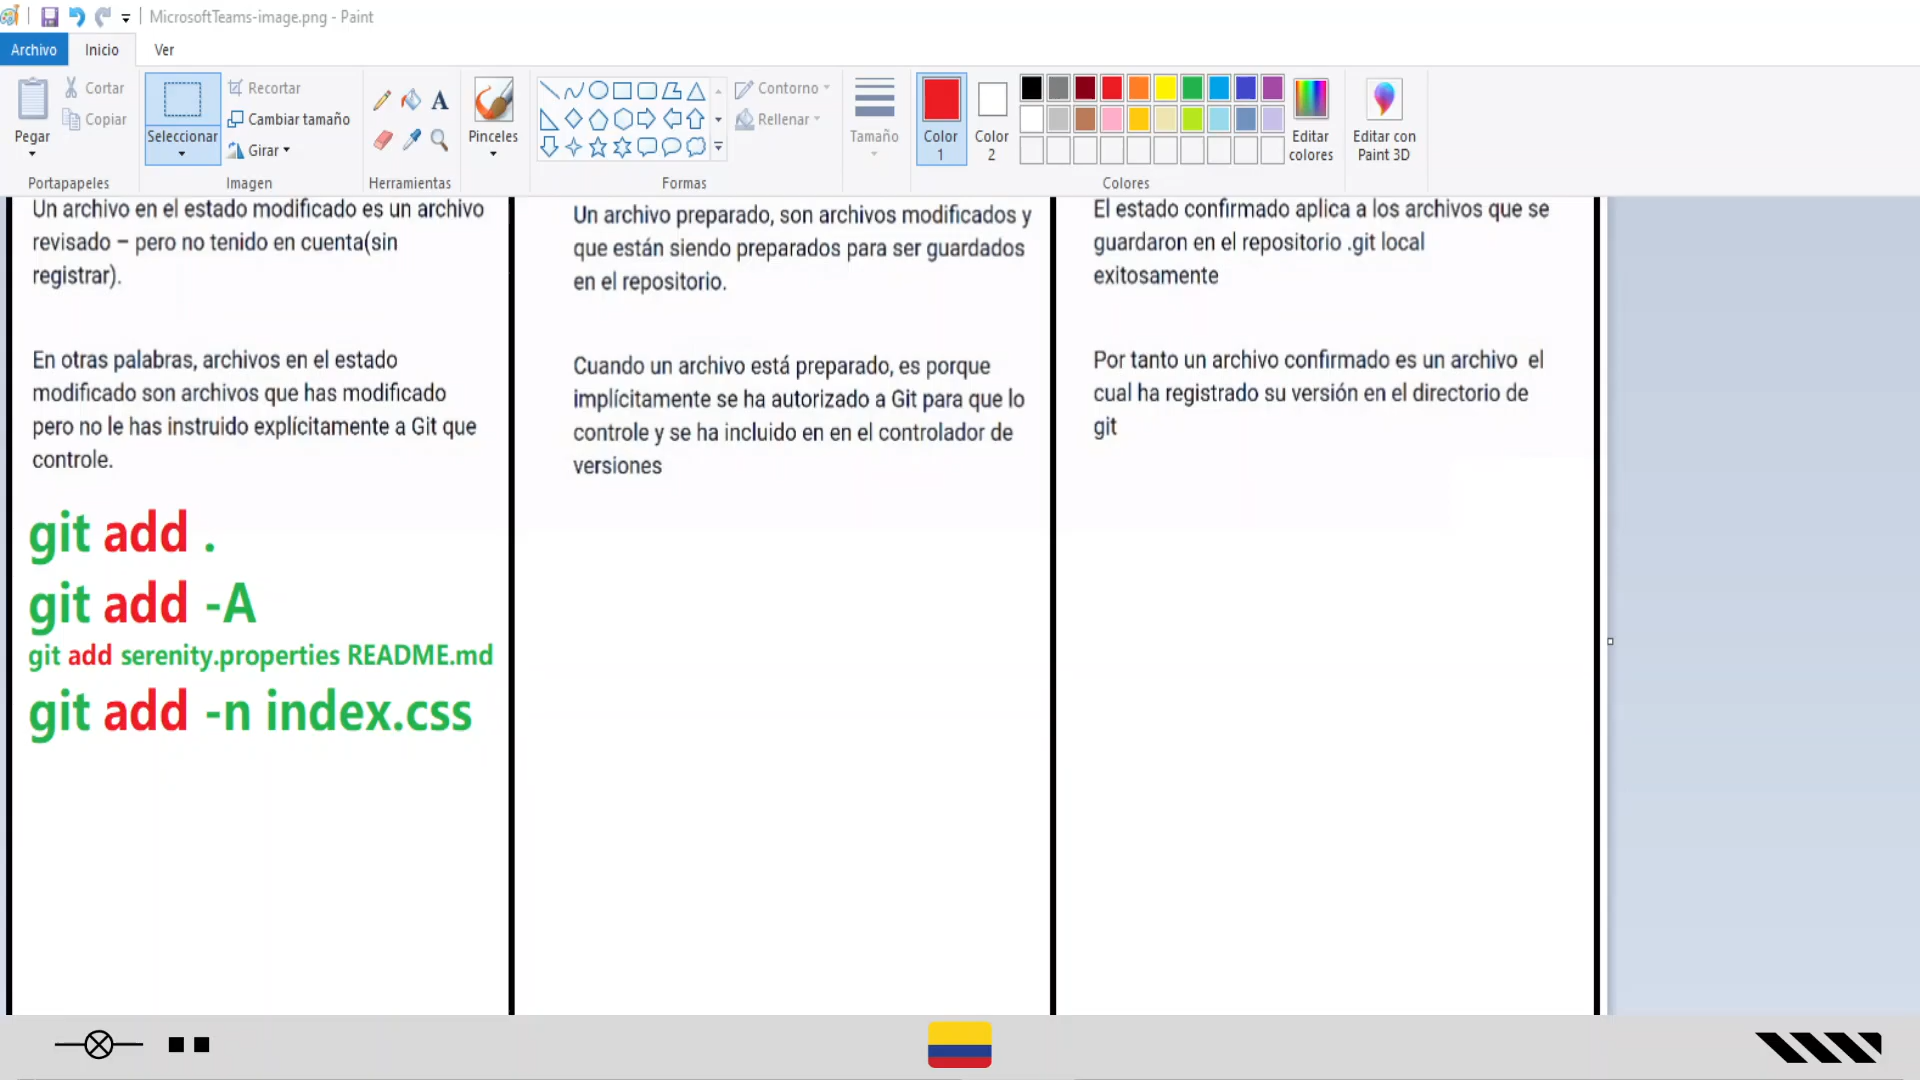 MicrosoftTeams-image.png - Paint
Archivo
Inicio
Ver
Pegar
Cortar
Copiar
Portapapeles
Seleccionar
Recortar
Cambiar tamaño
Girar
Imagen
A
Herramientas
Pinceles
Formas
Contorno
Rellenar
Tamaño
Color
1
Color
2
Colores
Editar
colores
Editar con
Paint 3D
Un archivo en el estado modificado es un archivo
revisado – pero no tenido en cuenta(sin
registrar).
En otras palabras, archivos en el estado
modificado son archivos que has modificado
pero no le has instruido explícitamente a Git que
controle.
git add .
git add -A
git add serenity.properties README.md
git add -n index.css
Un archivo preparado, son archivos modificados y
que están siendo preparados para ser guardados
en el repositorio.
Cuando un archivo está preparado, es porque
implícitamente se ha autorizado a Git para que lo
controle y se ha incluido en en el controlador de
versiones
El estado confirmado aplica a los archivos que se
guardaron en el repositorio .git local
exitosamente
Por tanto un archivo confirmado es un archivo  el
cual ha registrado su versión en el directorio de
git